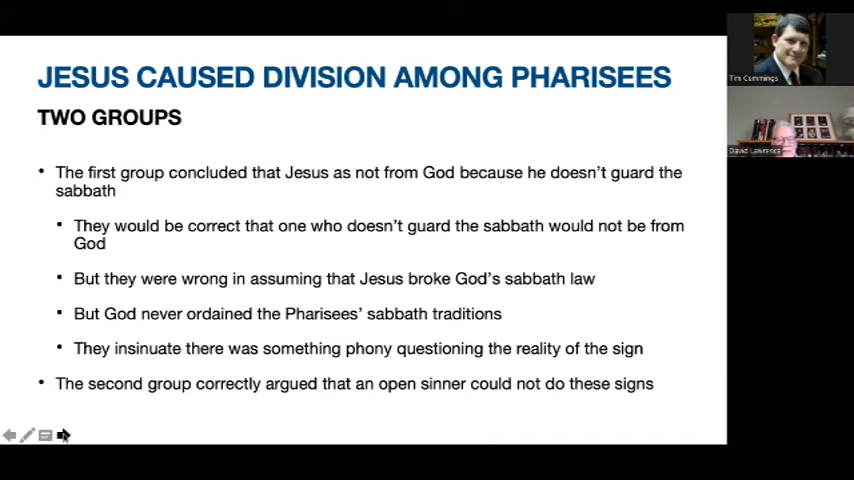 JESUS CAUSED DIVISION AMONG PHARISEES
TWO GROUPS
• The first group concluded that Jesus as not from God because he doesn't guard the
sabbath
• They would be correct that one who doesn't guard the sabbath would not be from
God
• But they were wrong in assuming that Jesus broke God's sabbath law
• But God never ordained the Pharisees' sabbath traditions
• They insinuate there was something phony questioning the reality of the sign
• The second group correctly argued that an open sinner could not do these signs
Tim Cummings
David Lawrence